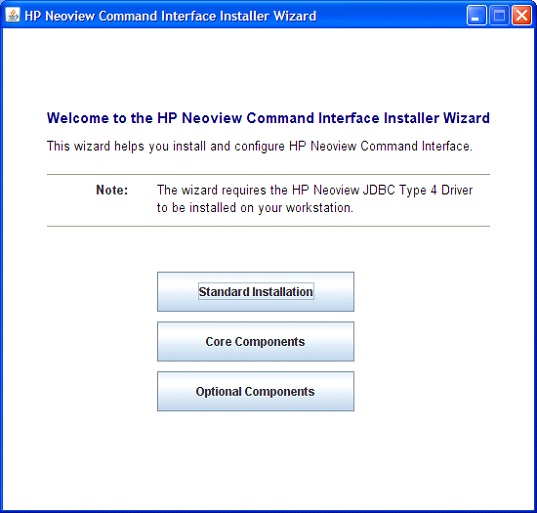 HP Neoview Command Interface Installer Wizard
Welcome to the HP Neoview Command Interface Installer Wizard
This wizard helps you install and configure HP Neoview Command Interface.
Note: The wizard requires the HP Neoview JDBC Type 4 Driver
to be installed on your workstation.
Standard Installation
Core Components
Optional Components